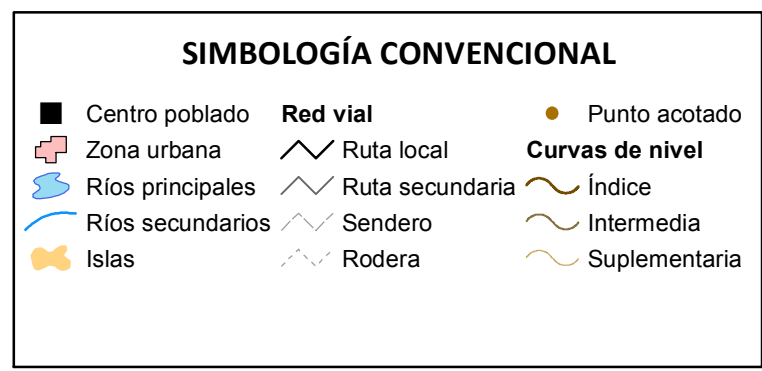 SIMBOLOGÍA CONVENCIONAL
Centro poblado
Zona urbana
Ríos principales
Ríos secundarios
Islas
Red vial
Ruta local
Ruta secundaria
Sendero
Rodera
Punto acotado
Curvas de nivel
Índice
Intermedia
Suplementaria